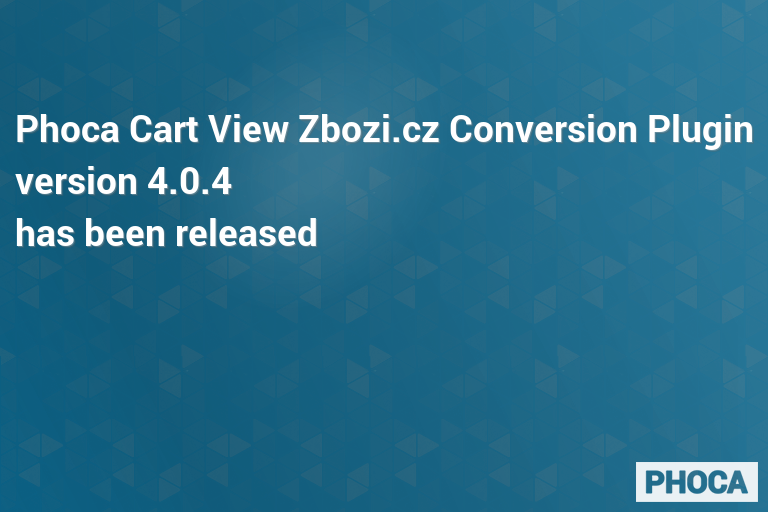 Phoca Cart View Zbozi.cz Conversion Plugin
version 4.0.4
has been released
PHOCA